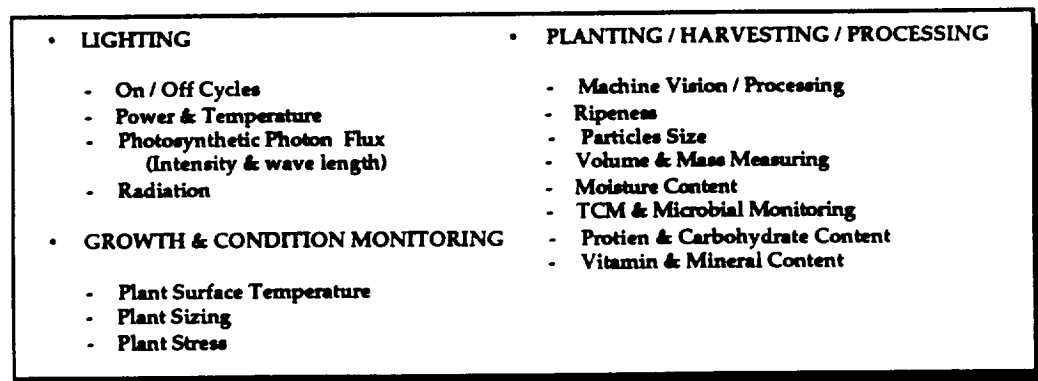 • LIGHTING
- On / Off Cycles
- Power & Temperature
- Photosynthetic Photon Flux
(Intensity & wave length)
- Radiation
• GROWTH & CONDITION MONITORING
- Plant Surface Temperature
- Plant Sizing
- Plant Stress
• PLANTING / HARVESTING / PROCESSING
- Machine Vision / Processing
- Ripeness
- Particles Size
- Volume & Mass Measuring
- Moisture Content
- TCM & Microbial Monitoring
- Protien & Carbohydrate Content
- Vitamin & Mineral Content